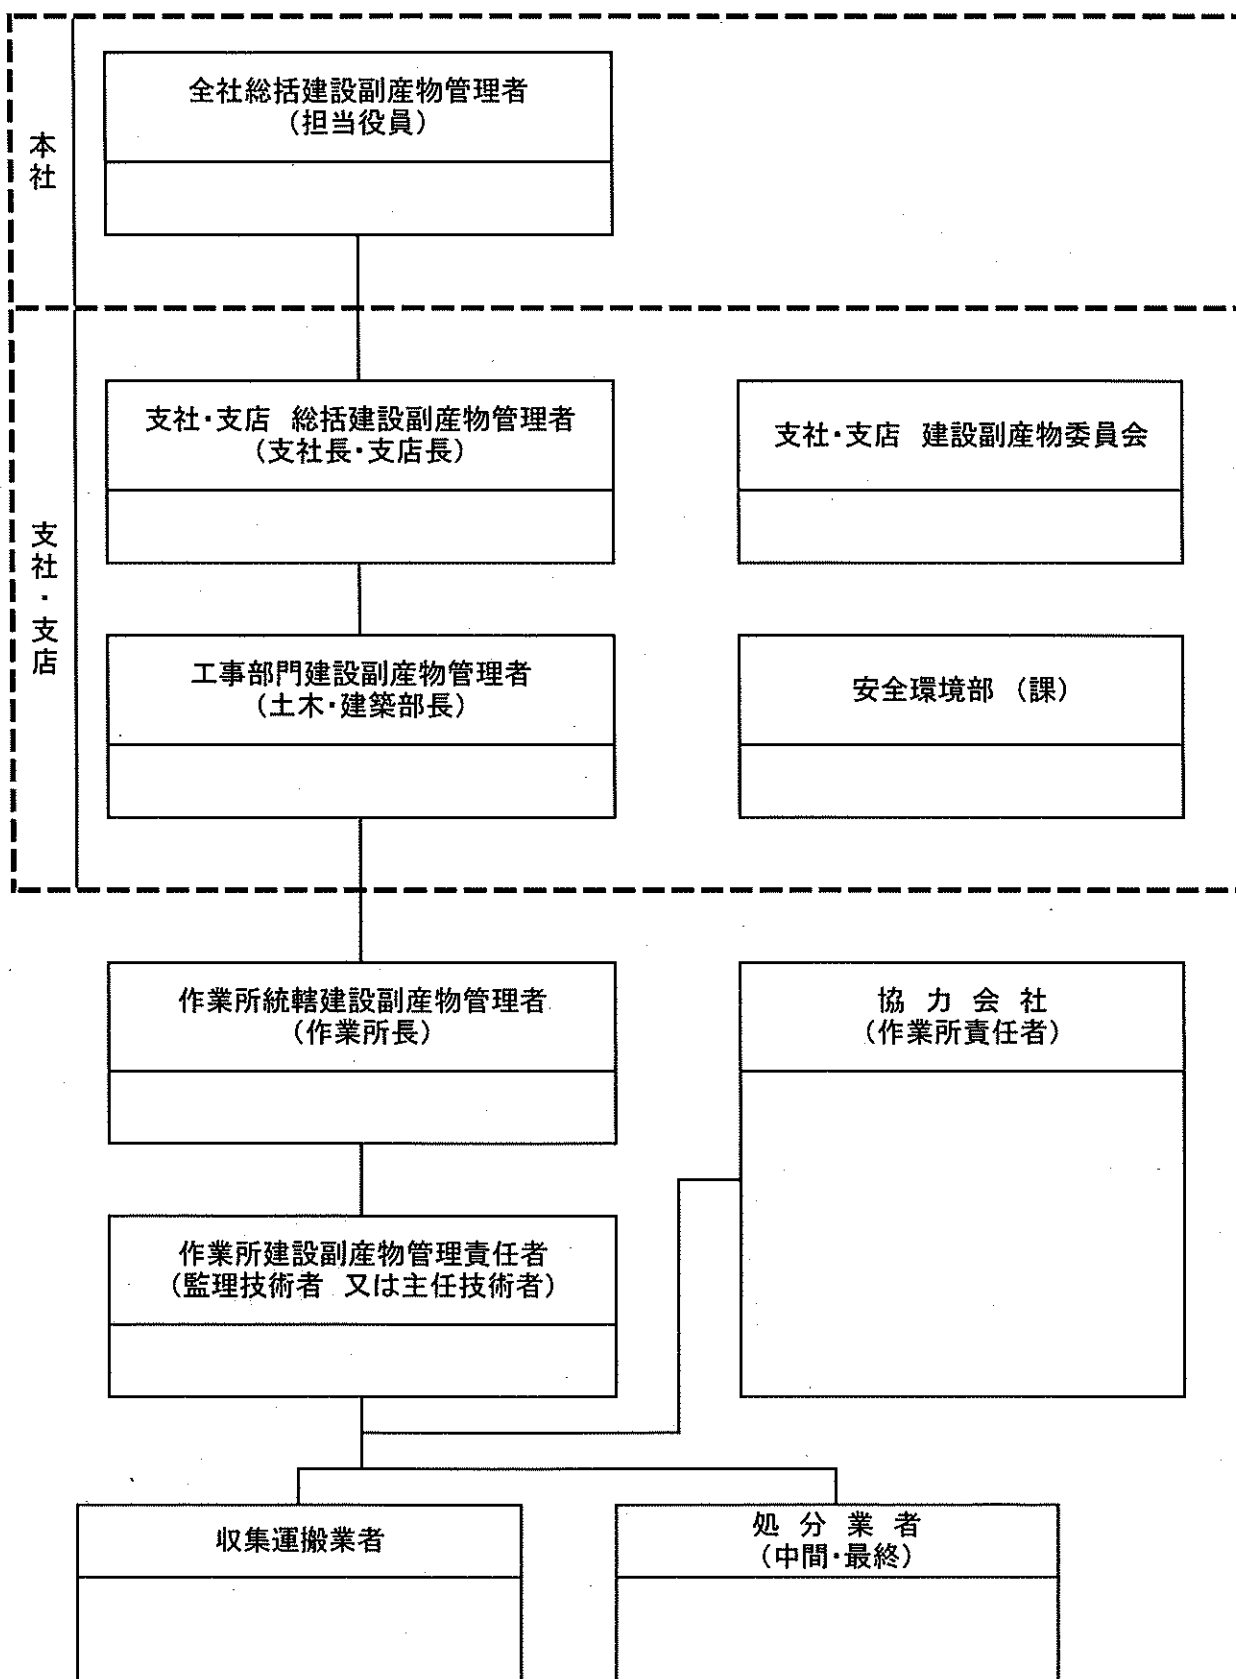 本社
全社総括建設副産物管理者
(担当役員)
支社・支店
支社・支店 総括建設副産物管理者
(支社長・支店長)
支社・支店 建設副産物委員会
工事部門建設副産物管理者
(土木・建築部長)
安全環境部 (課)
作業所統轄建設副産物管理者
(作業所長)
協 力 会 社
(作業所責任者)
作業所建設副産物管理責任者
(監理技術者 又は主任技術者)
収集運搬業者
処 分 業 者
(中間・最終)